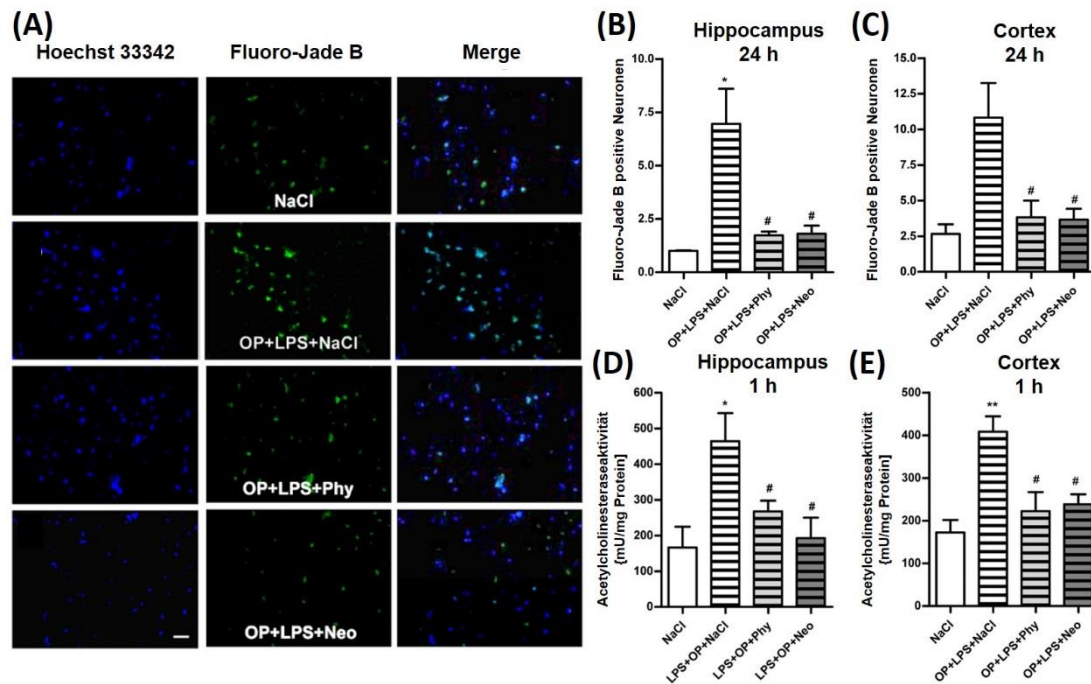 (A)
Hoechst 33342 Fluoro-Jade B Merge
NaCl
OP+LPS+NaCl
OP+LPS+Phy
OP+LPS+Neo
(B)
Hippocampus
24 h
Fluoro-Jade B positive Neuronen
10.0
7.5
5.0
2.5
0.0
*
#
#
NaCl
OP+LPS+NaCl
OP+LPS+Phy
OP+LPS+Neo
(C)
Cortex
24 h
Fluoro-Jade B positive Neuronen
15.0
12.5
10.0
7.5
5.0
2.5
0.0
#
#
NaCl
OP+LPS+NaCl
OP+LPS+Phy
OP+LPS+Neo
(D)
Hippocampus
1 h
Acetylcholinesteraseaktivität
{mU/mg Protein]
600
500
400
300
200
100
0
*
#
#
NaCl
LPS+OP+NaCl
LPS+OP+Phy
LPS+OP+Neo
(E)
Cortex
1 h
Acetylcholinesteraseaktivität
{mU/mg Protein]
500
400
300
200
100
0
**
#
#
NaCl
OP+LPS+NaCl
OP+LPS+Phy
OP+LPS+Neo